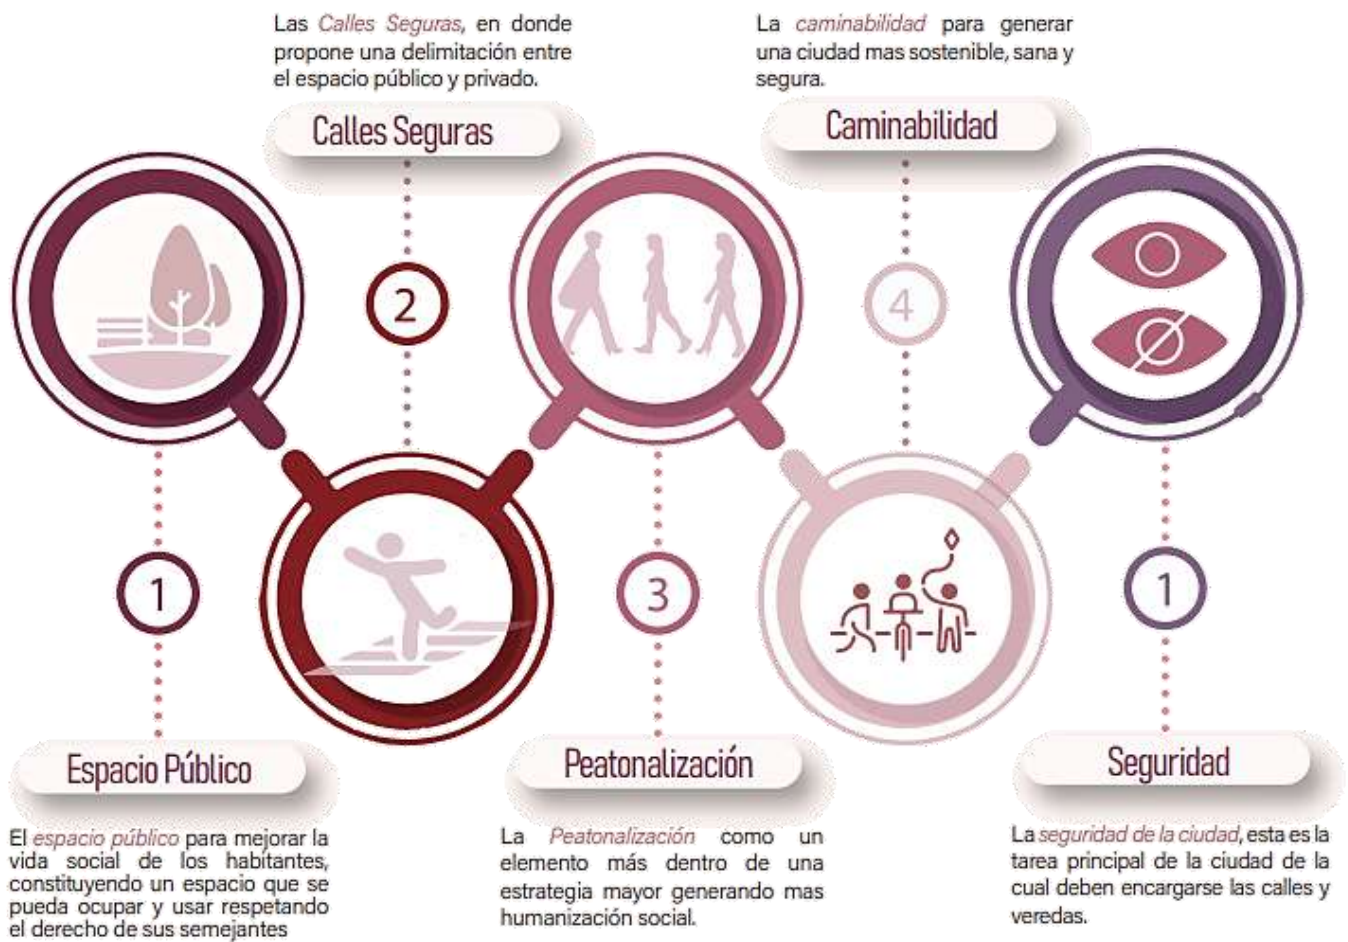 Las Calles Seguras, en donde
propone una delimitación entre
el espacio público y privado.
Calles Seguras
2
La caminabilidad para generar
una ciudad mas sostenible, sana y
segura.
Caminabilidad
4
1
Espacio Público
El espacio público para mejorar la
vida social de los habitantes,
constituyendo un espacio que se
pueda ocupar y usar respetando
el derecho de sus semejantes
3
Peatonalización
La Peatonalización como un
elemento más dentro de una
estrategia mayor generando mas
humanización social.
1
Seguridad
La seguridad de la ciudad, esta es la
tarea principal de la ciudad de la
cual deben encargarse las calles y
veredas.